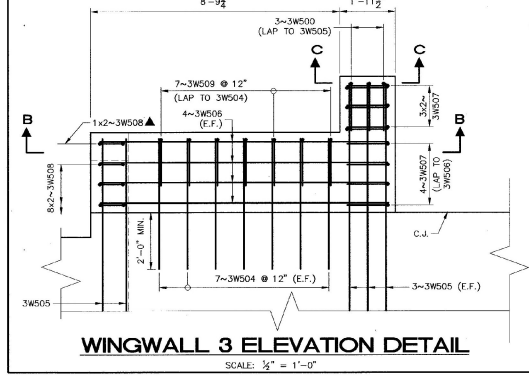 8'-9¾"
1'-11½"
3~3W500
(LAP TO 3W505)
C
C
7~3W509 @ 12"
(LAP TO 3W504)
3x2~
3W507
4~3W506
(E.F.)
1x2~3W508▲
B
B
8x2~3W508
4~3W507
(LAP TO
3W506)
2'-0" MIN.
C.J.
7~3W504 @ 12" (E.F.)
3~3W505 (E.F.)
3W505
WINGWALL 3 ELEVATION DETAIL
SCALE: ½" = 1'-0"